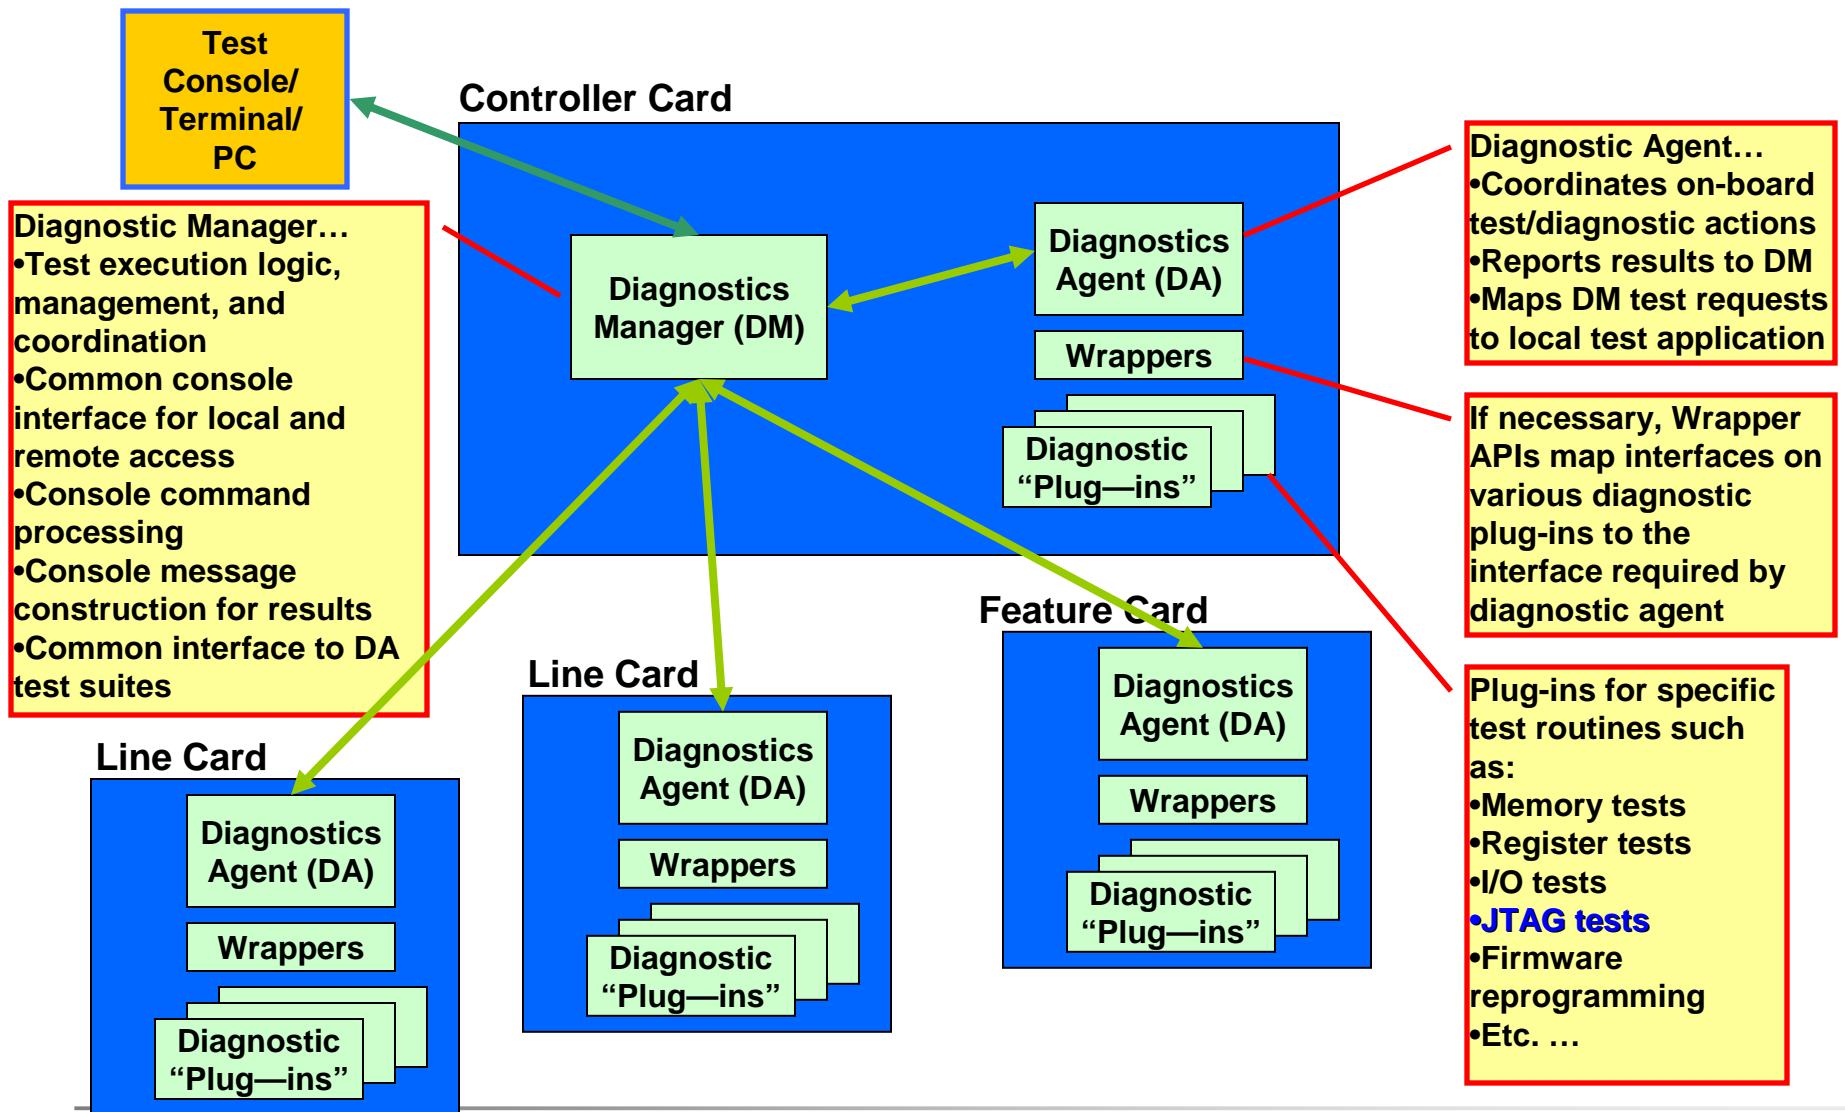 Test
Console/
Terminal/
PC
Controller Card
Diagnostics
Manager (DM)
Diagnostics
Agent (DA)
Wrappers
Diagnostic
“Plug—ins”
Diagnostic Manager…
•Test execution logic,
management, and
coordination
•Common console
interface for local and
remote access
•Console command
processing
•Console message
construction for results
•Common interface to DA
test suites
Diagnostic Agent…
•Coordinates on-board
test/diagnostic actions
•Reports results to DM
•Maps DM test requests
to local test application
If necessary, Wrapper
APIs map interfaces on
various diagnostic
plug-ins to the
interface required by
diagnostic agent
Plug-ins for specific
test routines such
as:
•Memory tests
•Register tests
•I/O tests
•JTAG tests
•Firmware
reprogramming
•Etc. …
Line Card
Diagnostics
Agent (DA)
Wrappers
Diagnostic
“Plug—ins”
Line Card
Diagnostics
Agent (DA)
Wrappers
Diagnostic
“Plug—ins”
Feature Card
Diagnostics
Agent (DA)
Wrappers
Diagnostic
“Plug—ins”